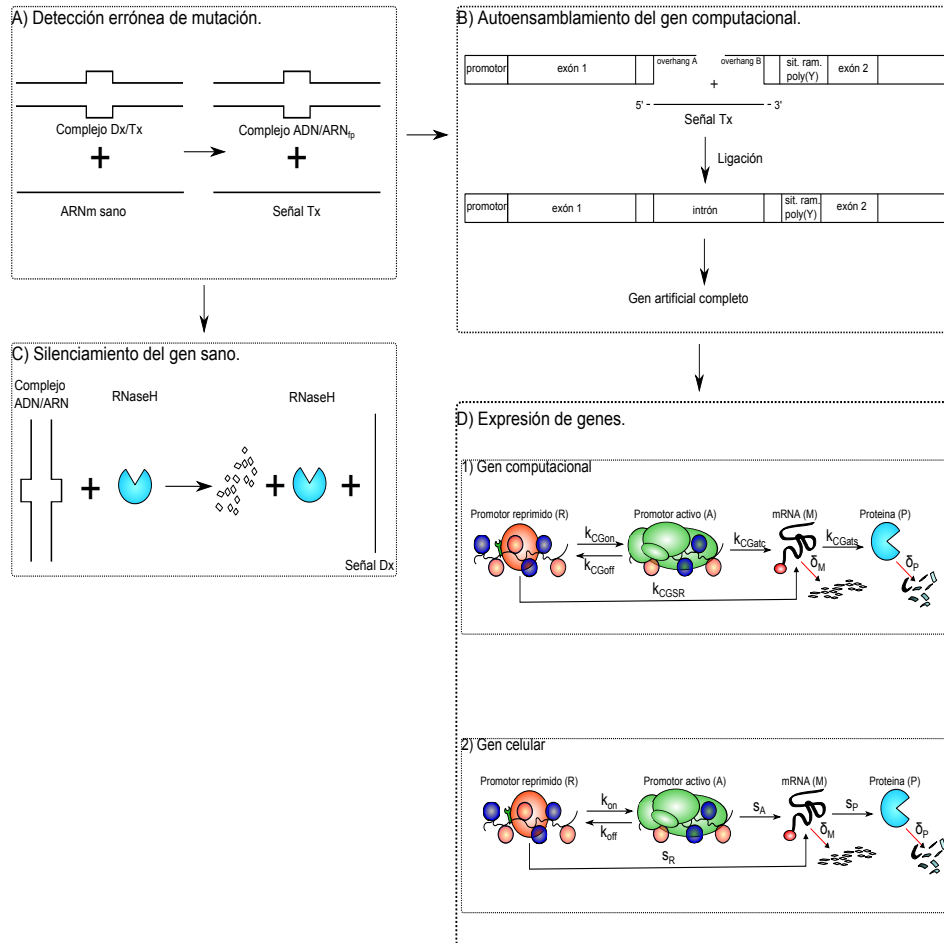 A) Detección errónea de mutación.
Complejo Dx/Tx
+
ARNm sano
Complejo ADN/ARNfp
+
Señal Tx
B) Autoensamblamiento del gen computacional.
promotor
exón 1
overhang A
overhang B
sit. ram.
poly(Y)
exón 2
+
5' -
- 3'
Señal Tx
Ligación
promotor
exón 1
intrón
sit. ram.
poly(Y)
exón 2
Gen artificial completo
C) Silenciamiento del gen sano.
Complejo
ADN/ARN
+
RNaseH
+
RNaseH
+
Señal Dx
D) Expresión de genes.
1) Gen computacional
Promotor reprimido (R)
kCGon
kCGoff
Promotor activo (A)
kCGatc
mRNA (M)
kCGats
Proteina (P)
δM
δP
kCGSR
2) Gen celular
Promotor reprimido (R)
kon
koff
Promotor activo (A)
sA
mRNA (M)
sP
Proteina (P)
δM
δP
sR